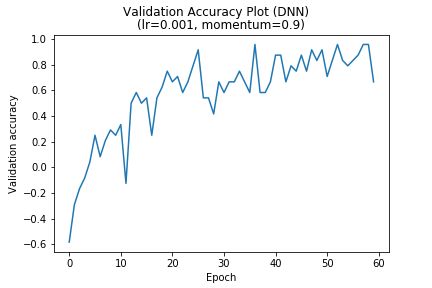 Validation Accuracy Plot (DNN)
(lr=0.001, momentum=0.9)
1.0
0.8
0.6
0.4
0.2
0.0
−0.2
−0.4
−0.6
Validation accuracy
0 10 20 30 40 50 60
Epoch